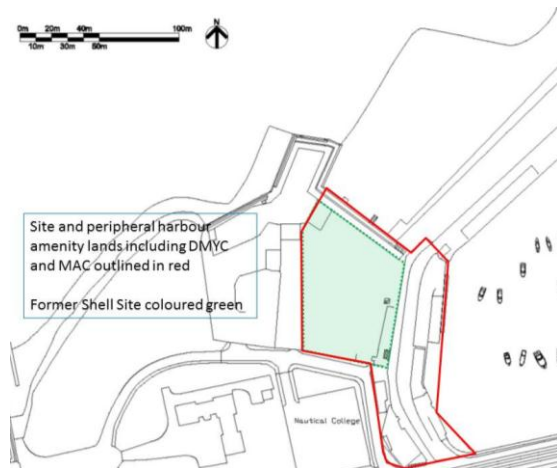 0m 20m 40m 100m
10m 30m 50m
N
Site and peripheral harbour
amenity lands including DMYC
and MAC outlined in red
Former Shell Site coloured green
Nautical College